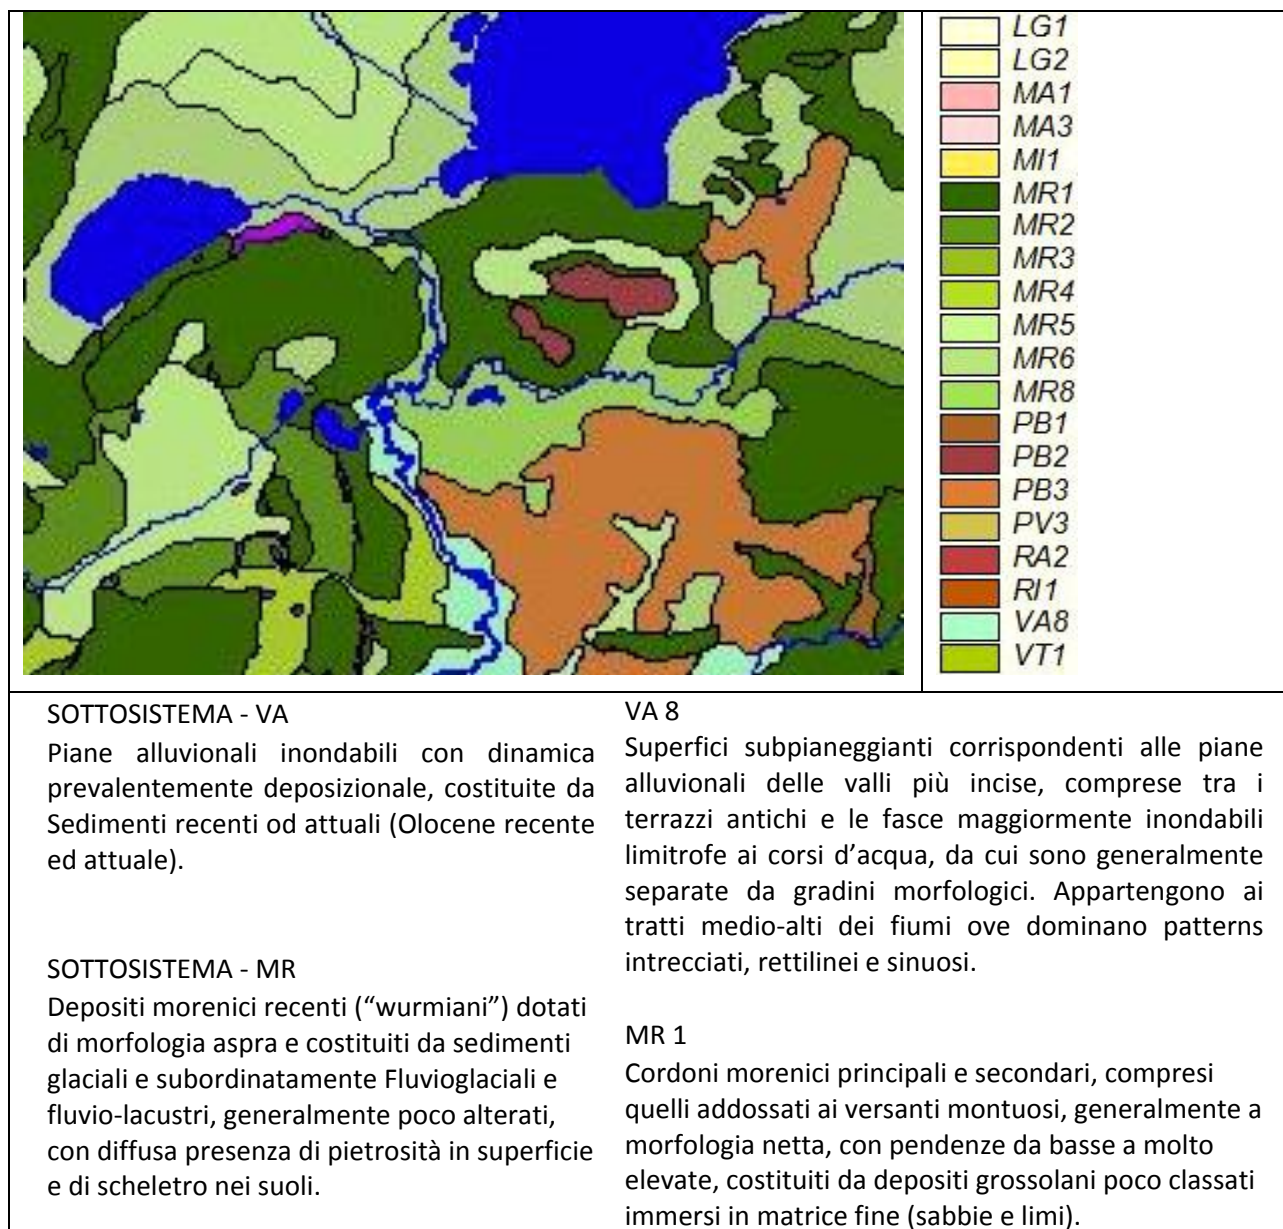 LG1
LG2
MA1
MA3
MI1
MR1
MR2
MR3
MR4
MR5
MR6
MR8
PB1
PB2
PB3
PV3
RA2
RI1
VA8
VT1
SOTTOSISTEMA - VA
Piane alluvionali inondabili con dinamica
prevalentemente deposizionale, costituite da
Sedimenti recenti od attuali (Olocene recente
ed attuale).
SOTTOSISTEMA - MR
Depositi morenici recenti (“wurmiani”) dotati
di morfologia aspra e costituiti da sedimenti
glaciali e subordinatamente Fluvioglaciali e
fluvio-lacustri, generalmente poco alterati,
con diffusa presenza di pietrosità in superficie
e di scheletro nei suoli.
VA 8
Superfici subpianeggianti corrispondenti alle piane
alluvionali delle valli più incise, comprese tra i
terrazzi antichi e le fasce maggiormente inondabili
limitrofe ai corsi d’acqua, da cui sono generalmente
separate da gradini morfologici. Appartengono ai
tratti medio-alti dei fiumi ove dominano patterns
intrecciati, rettilinei e sinuosi.
MR 1
Cordoni morenici principali e secondari, compresi
quelli addossati ai versanti montuosi, generalmente a
morfologia netta, con pendenze da basse a molto
elevate, costituiti da depositi grossolani poco classati
immersi in matrice fine (sabbie e limi).